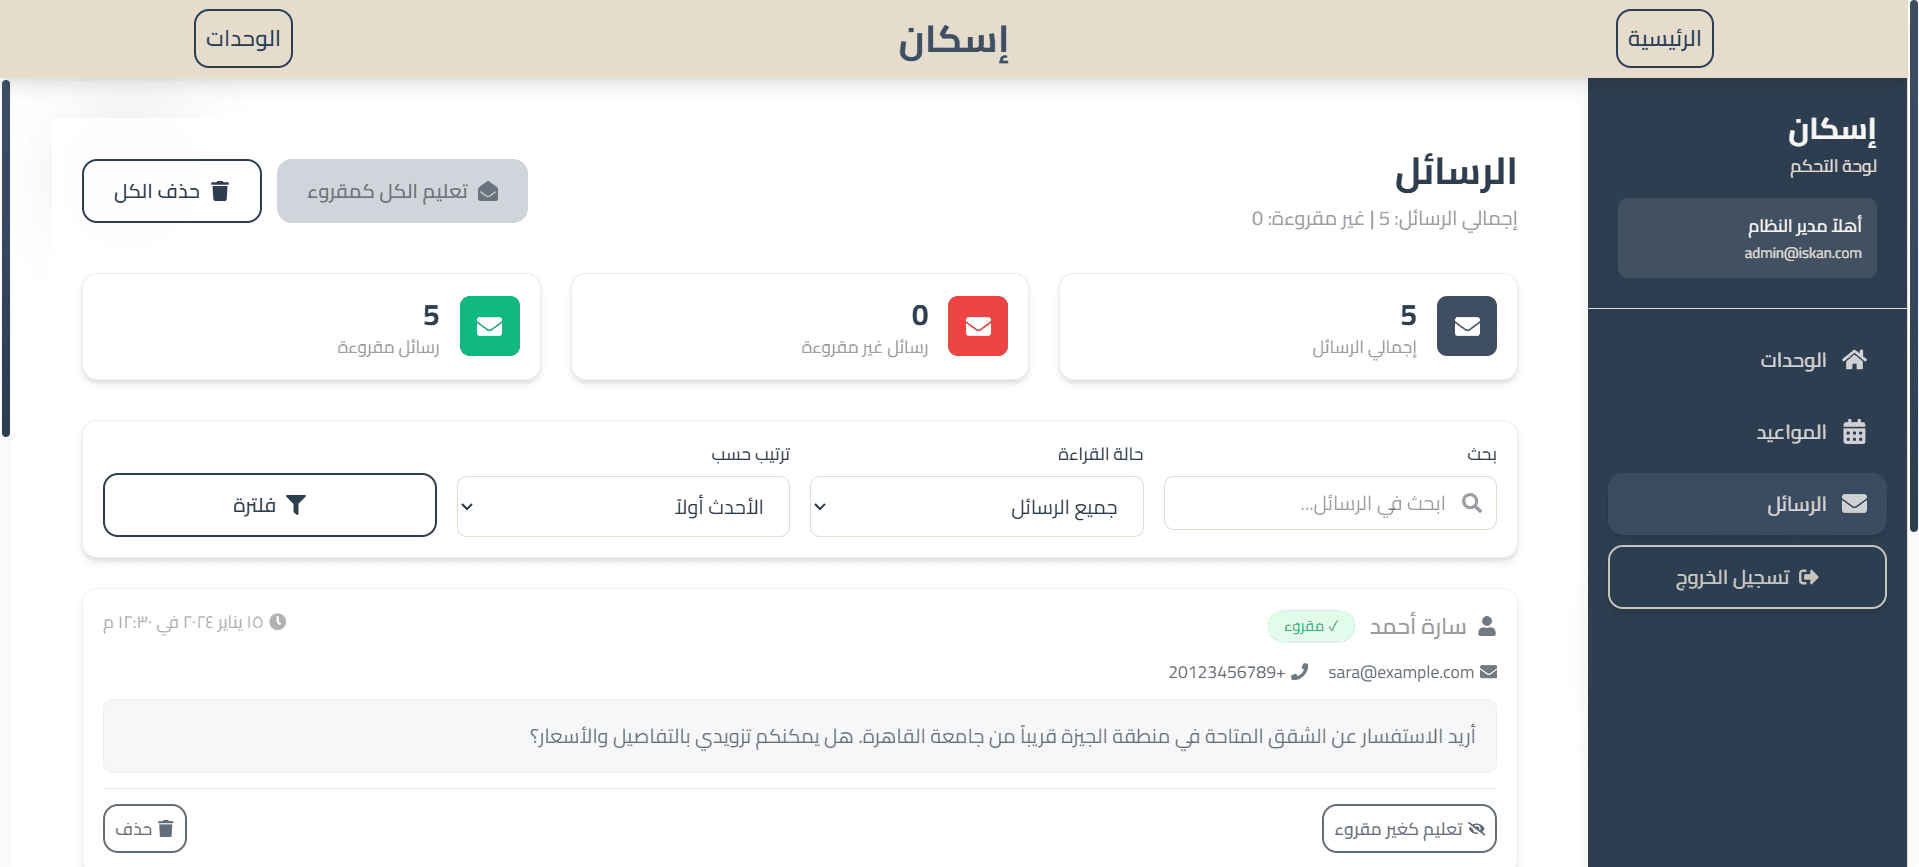 الرئيسية
إسكان
الوحدات
إسكان
لوحة التحكم
أهلاً مدير النظام
admin@iskan.com
الوحدات
المواعيد
الرسائل
تسجيل الخروج
الرسائل
إجمالي الرسائل: 5 | غير مقروءة: 0
تعليم الكل كمقروء
حذف الكل
5
إجمالي الرسائل
0
رسائل غير مقروءة
5
رسائل مقروءة
بحث
ابحث في الرسائل...
حالة القراءة
جميع الرسائل
ترتيب حسب
الأحدث أولاً
فلترة
سارة أحمد
✓ مقروء
١٥ يناير ٢٠٢٤ في ١٢:٣٠ م
sara@example.com
20123456789+
أريد الاستفسار عن الشقق المتاحة في منطقة الجيزة قريباً من جامعة القاهرة. هل يمكنكم تزويدي بالتفاصيل والأسعار؟
تعليم كغير مقروء
حذف